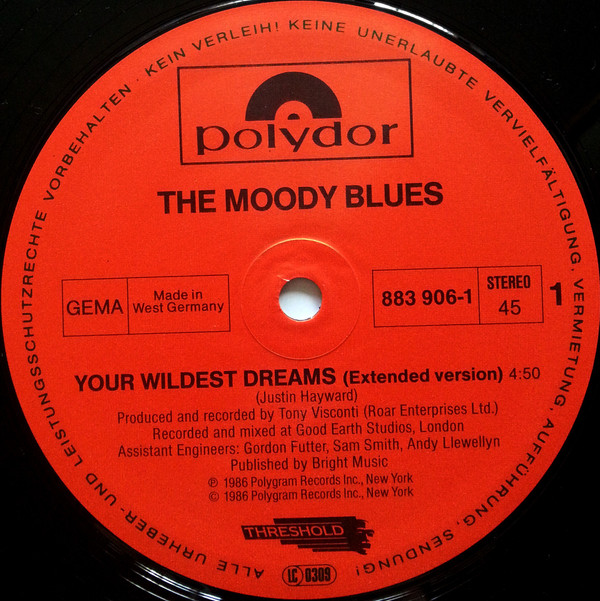 ALLE URHEBER- UND LEISTUNGSSCHUTZRECHTE VORBEHALTEN · KEIN VERLEIH! KEINE UNERLAUBTE VERVIELFÄLTIGUNG, VERMIETUNG, AUFFÜHRUNG, SENDUNG!
polydor
THE MOODY BLUES
GEMA
Made in
West Germany
883 906-1
STEREO
45
1
YOUR WILDEST DREAMS (Extended version) 4:50
(Justin Hayward)
Produced and recorded by Tony Visconti (Roar Enterprises Ltd.)
Recorded and mixed at Good Earth Studios, London
Assistant Engineers: Gordon Futter, Sam Smith, Andy Llewellyn
Published by Bright Music
℗ 1986 Polygram Records Inc., New York
© 1986 Polygram Records Inc., New York
THRESHOLD
LC 0309